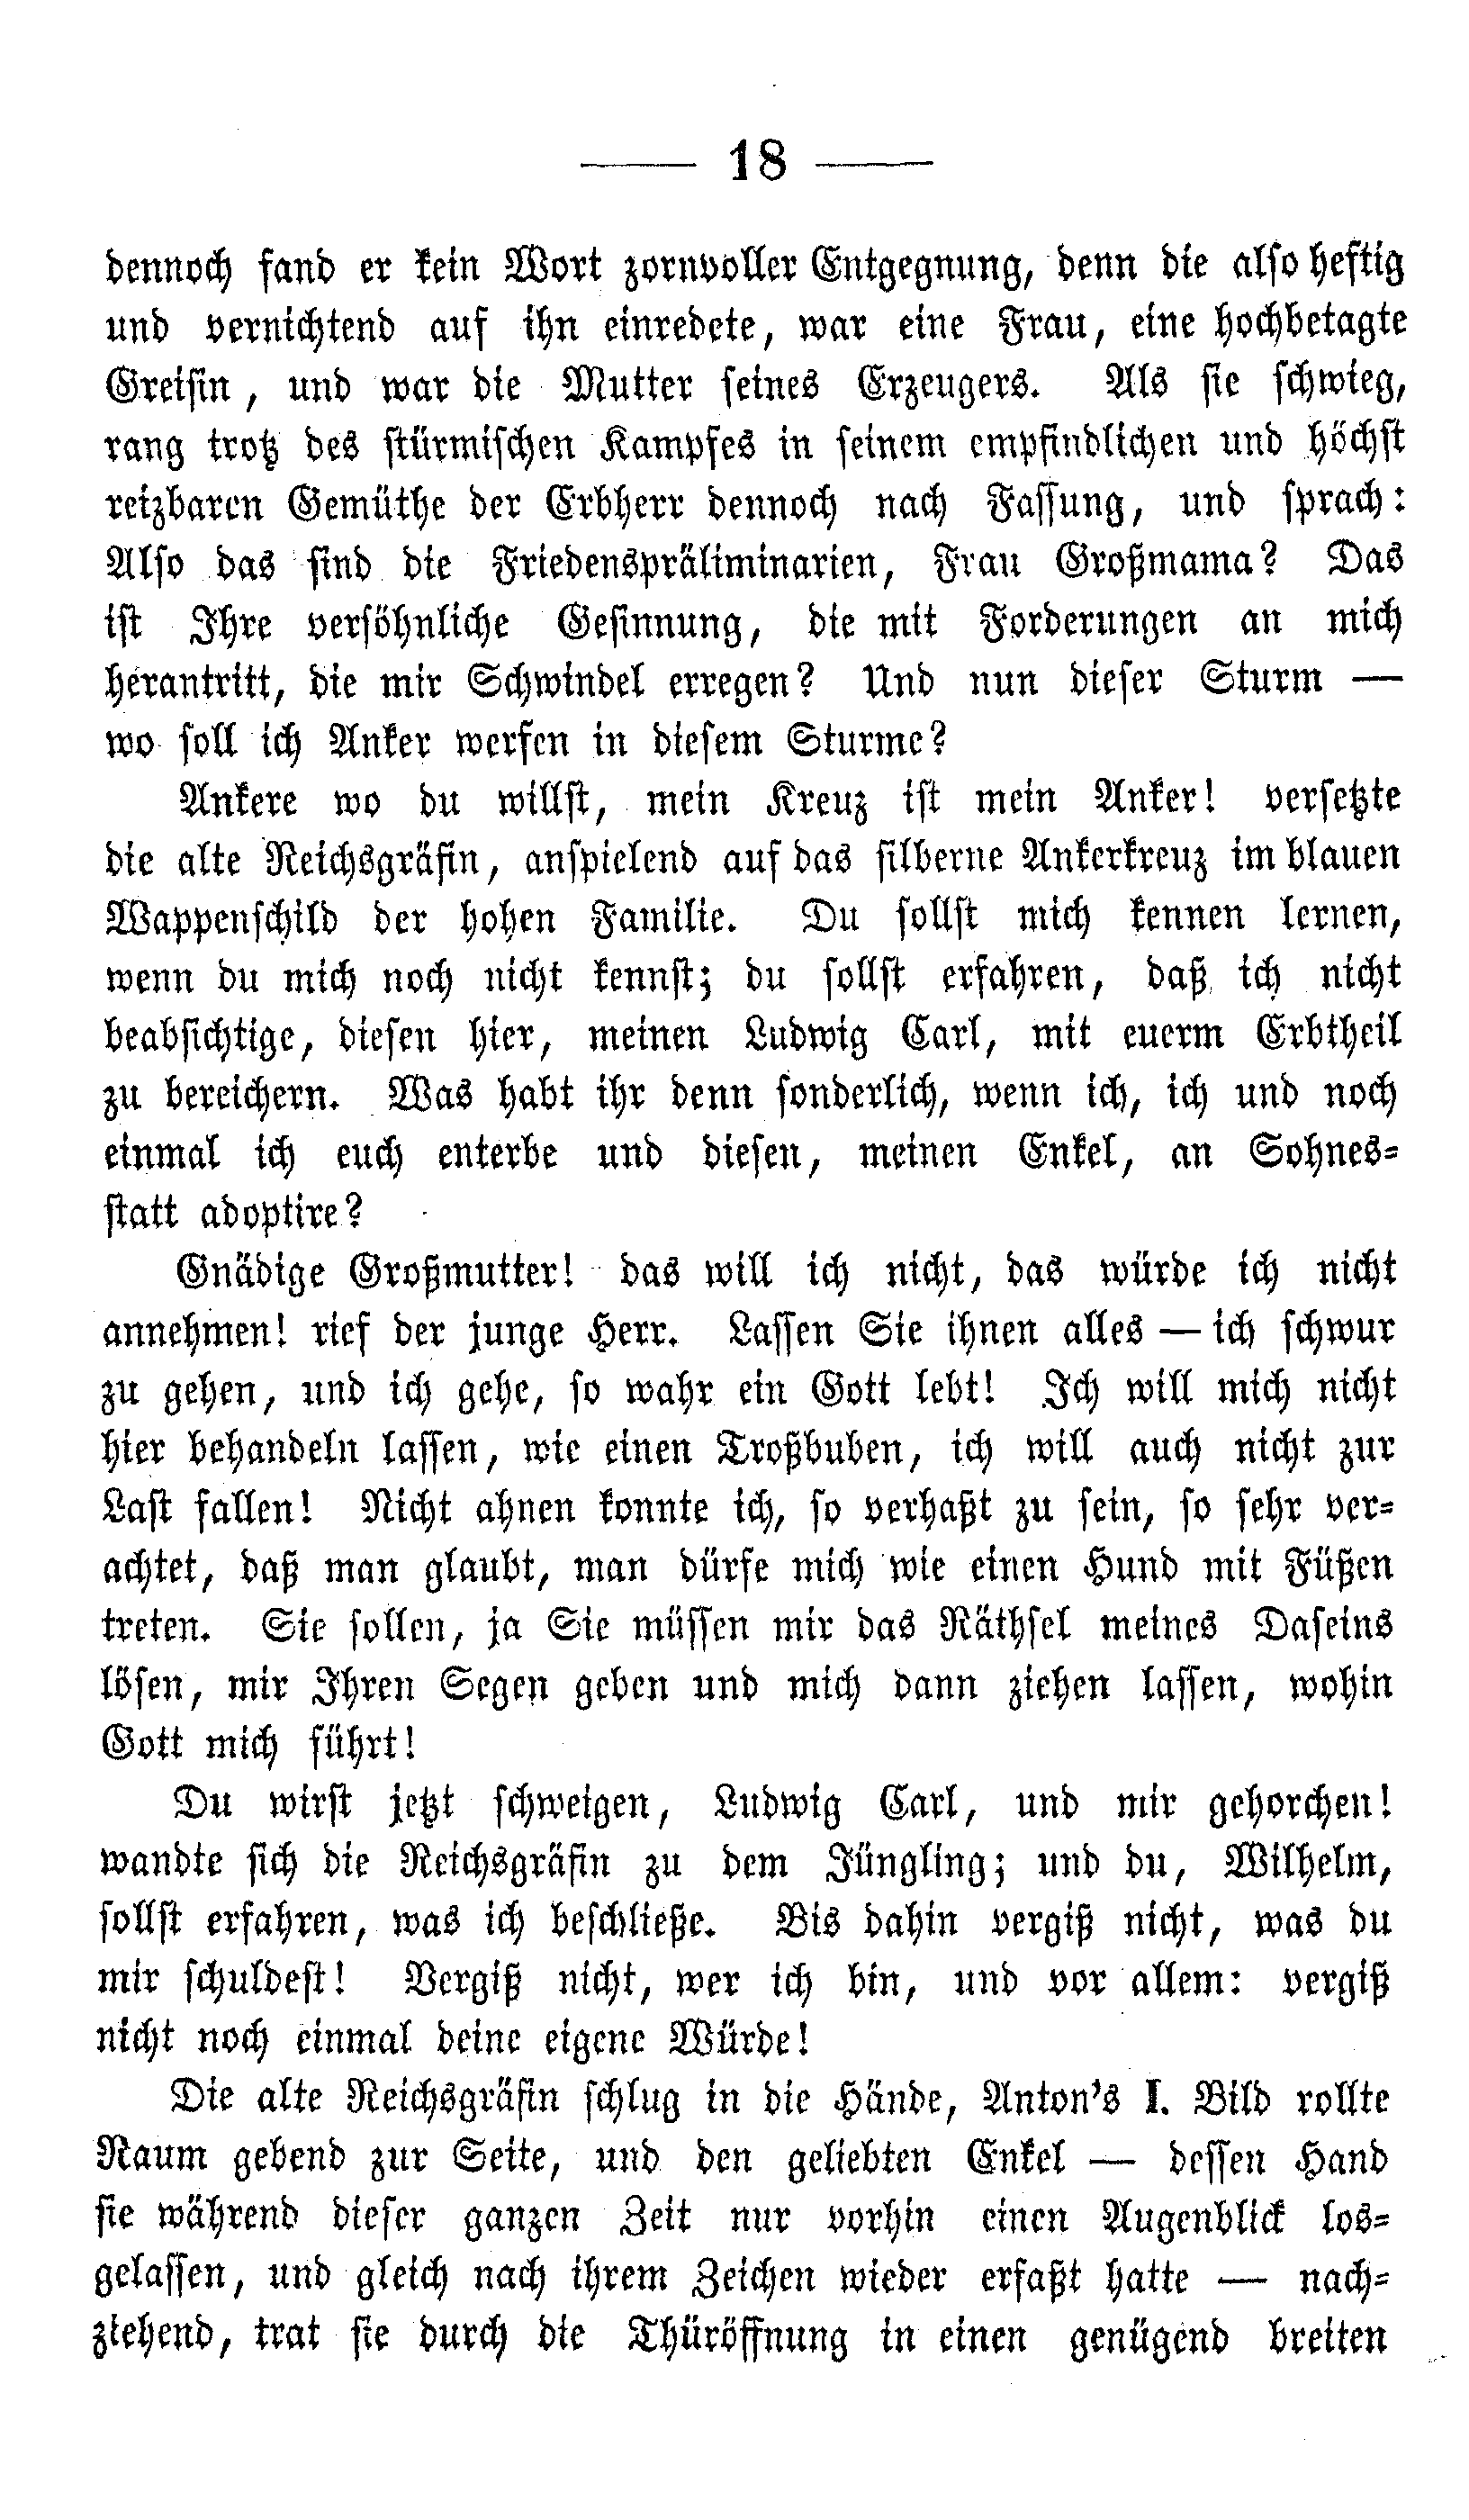 — 18 —
dennoch fand er kein Wort zornvoller Entgegnung, denn die also heftig
und vernichtend auf ihn einredete, war eine Frau, eine hochbetagte
Greisin, und war die Mutter seines Erzeugers. Als sie schwieg,
rang trotz des stürmischen Kampfes in seinem empfindlichen und höchst
reizbaren Gemüthe der Erbherr dennoch nach Fassung, und sprach:
Also das sind die Friedenspräliminarien, Frau Großmama? Das
ist Ihre versöhnliche Gesinnung, die mit Forderungen an mich
herantritt, die mir Schwindel erregen? Und nun dieser Sturm —
wo soll ich Anker werfen in diesem Sturme?
Ankere wo du willst, mein Kreuz ist mein Anker! versetzte
die alte Reichsgräfin, anspielend auf das silberne Ankerkreuz im blauen
Wappenschild der hohen Familie. Du sollst mich kennen lernen,
wenn du mich noch nicht kennst; du sollst erfahren, daß ich nicht
beabsichtige, diesen hier, meinen Ludwig Carl, mit euerm Erbtheil
zu bereichern. Was habt ihr denn sonderlich, wenn ich, ich und noch
einmal ich euch enterbe und diesen, meinen Enkel, an Sohnes-
statt adoptire?
Gnädige Großmutter! das will ich nicht, das würde ich nicht
annehmen! rief der junge Herr. Lassen Sie ihnen alles — ich schwur
zu gehen, und ich gehe, so wahr ein Gott lebt! Ich will mich nicht
hier behandeln lassen, wie einen Troßbuben, ich will auch nicht zur
Last fallen! Nicht ahnen konnte ich, so verhaßt zu sein, so sehr ver-
achtet, daß man glaubt, man dürfe mich wie einen Hund mit Füßen
treten. Sie sollen, ja Sie müssen mir das Räthsel meines Daseins
lösen, mir Ihren Segen geben und mich dann ziehen lassen, wohin
Gott mich führt!
Du wirst jetzt schweigen, Ludwig Carl, und mir gehorchen!
wandte sich die Reichsgräfin zu dem Jüngling; und du, Wilhelm,
sollst erfahren, was ich beschließe. Bis dahin vergiß nicht, was du
mir schuldest! Vergiß nicht, wer ich bin, und vor allem: vergiß
nicht noch einmal deine eigene Würde!
Die alte Reichsgräfin schlug in die Hände, Anton's I. Bild rollte
Raum gebend zur Seite, und den geliebten Enkel — dessen Hand
sie während dieser ganzen Zeit nur vorhin einen Augenblick los-
gelassen, und gleich nach ihrem Zeichen wieder erfaßt hatte — nach-
ziehend, trat sie durch die Thüröffnung in einen genügend breiten